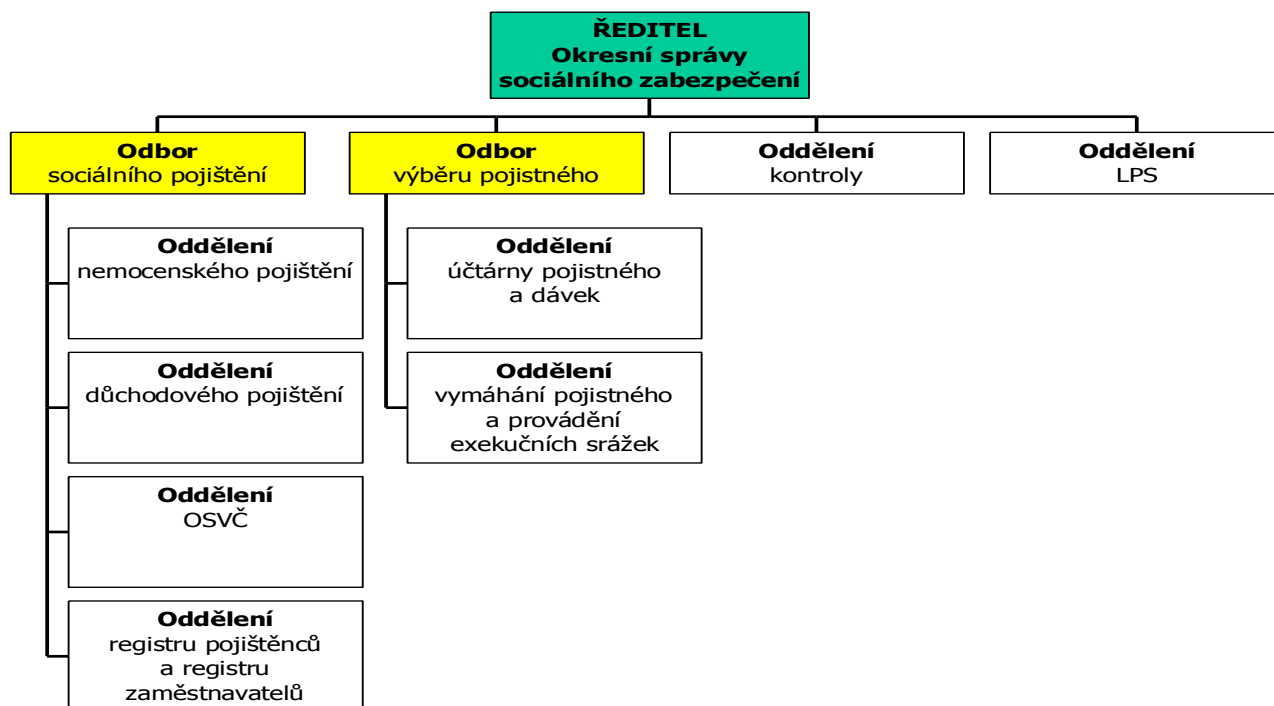 ŘEDITEL
Okresní správy
sociálního zabezpečení
Odbor
sociálního pojištění
Odbor
výběru pojistného
Oddělení
kontroly
Oddělení
LPS
Oddělení
nemocenského pojištění
Oddělení
důchodového pojištění
Oddělení
OSVČ
Oddělení
registru pojištěnců
a registru
zaměstnavatelů
Oddělení
účtárny pojistného
a dávek
Oddělení
vymáhání pojistného
a provádění
exekučních srážek